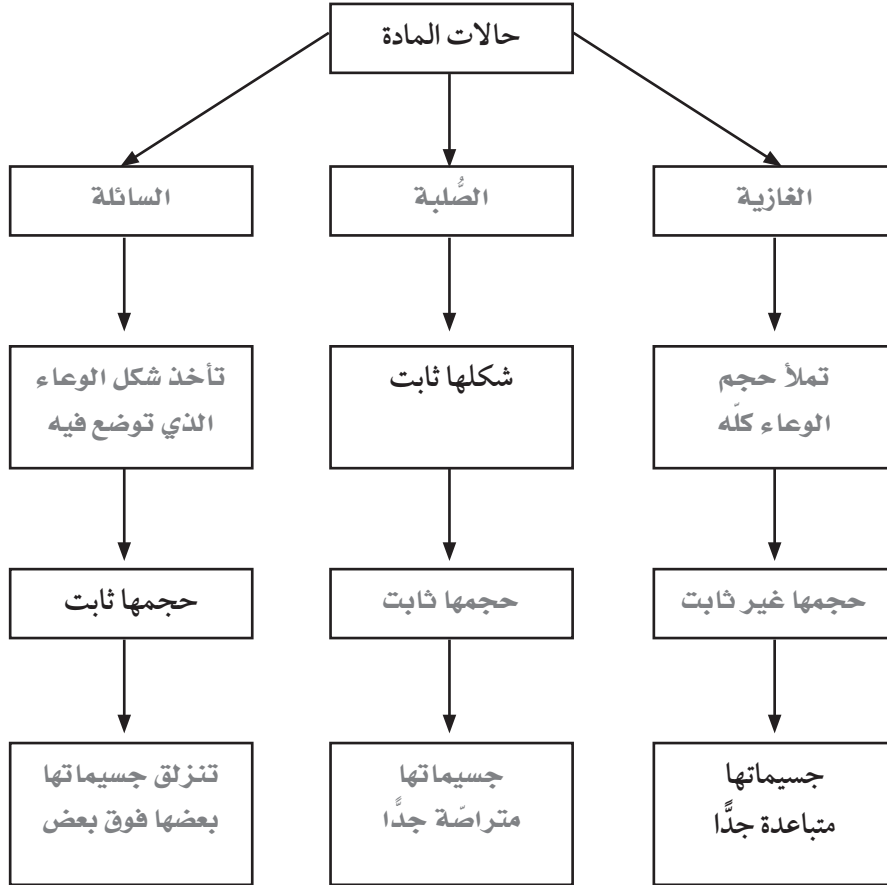 حالات المادة
الغازية
الصُّلبة
السائلة
تملأ حجم
الوعاء كلّه
شكلها ثابت
تأخذ شكل الوعاء
الذي توضع فيه
حجمها غير ثابت
حجمها ثابت
حجمها ثابت
جسيماتها
متباعدة جدًّا
جسيماتها
متراصّة جدًّا
تنزلق جسيماتها
بعضها فوق بعض